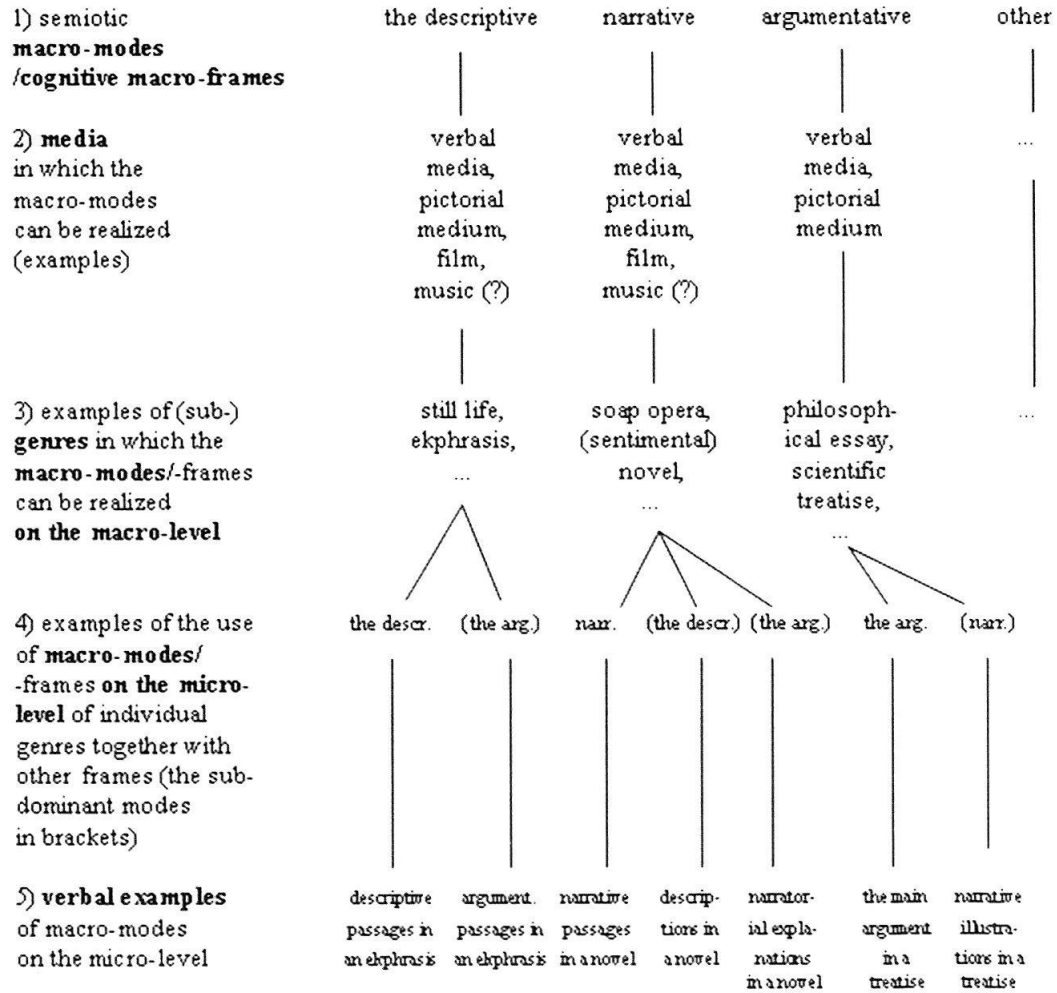 1) semiotic the descriptive narrative argumentative other
macro-modes
/cognitive macro-frames
2) media verbal verbal verbal ...
in which the media, media, media,
macro-modes pictorial pictorial pictorial
can be realized medium, medium, medium
(examples) film, film,
music (?) music (?)
3) examples of (sub-) still life, soap opera, philosoph- ...
genres in which the ekphrasis, (sentimental) ical essay,
macro-modes/-frames ... novel, scientific
can be realized ... treatise,
on the macro-level ...
4) examples of the use the descr. (the arg.) narr. (the descr.) (the arg.) the arg. (narr.)
of macro-modes/
-frames on the micro-
level of individual
genres together with
other frames (the sub-
dominant modes
in brackets)
5) verbal examples descriptive argument. narrative descrip- narrator- the main narrative
of macro-modes passages in passages in passages tions in ial expla- argument illustra-
on the micro-level an ekphrasis an ekphrasis in a novel a novel nations in a tions in a
in a novel treatise treatise